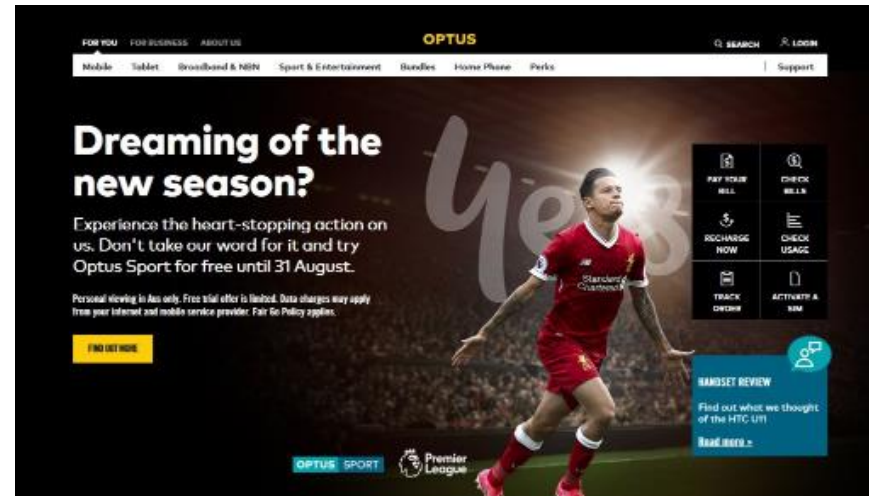 FOR YOU FOR BUSINESS ABOUT US
OPTUS
SEARCH LOGIN
Mobile Tablet Broadband & NBN Sport & Entertainment Bundles Home Phone Perks Support
Dreaming of the
new season?
yes
Experience the heart-stopping action on
us. Don't take our word for it and try
Optus Sport for free until 31 August.
Personal viewing in Aus only. Free trial offer is limited. Data charges may apply
from your internet and mobile service provider. Fair Go Policy applies.
FIND OUT MORE
Standard
Chartered
PAY YOUR
BILL
CHECK
BILLS
RECHARGE
NOW
CHECK
USAGE
TRACK
ORDER
ACTIVATE A
SIM
HANDSET REVIEW
Find out what we thought
of the HTC U11
Read more >
OPTUS SPORT
Premier
League